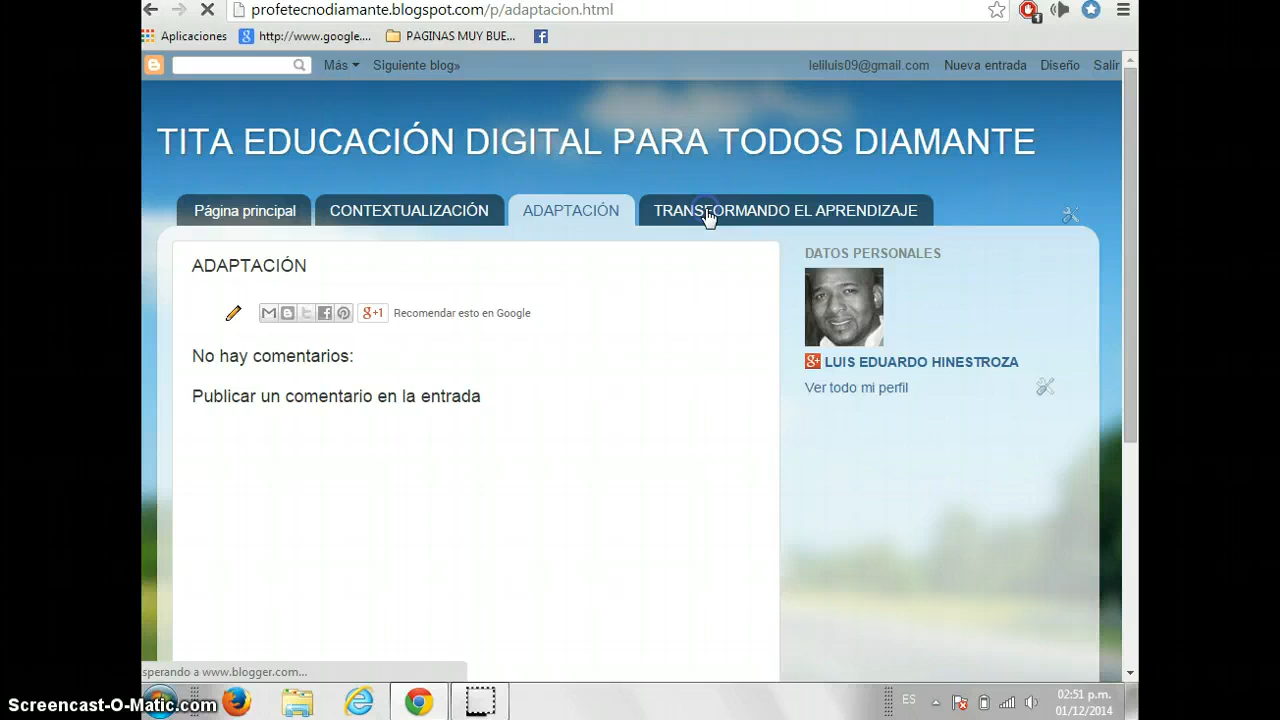 profetecnodiamante.blogspot.com/p/adaptacion.html
Aplicaciones
http://www.google....
PAGINAS MUY BUE...
Más
Siguiente blog»
leliluis09@gmail.com
Nueva entrada
Diseño
Salir
TITA EDUCACIÓN DIGITAL PARA TODOS DIAMANTE
Página principal
CONTEXTUALIZACIÓN
ADAPTACIÓN
TRANSFORMANDO EL APRENDIZAJE
ADAPTACIÓN
g+1
Recomendar esto en Google
No hay comentarios:
Publicar un comentario en la entrada
DATOS PERSONALES
LUIS EDUARDO HINESTROZA
Ver todo mi perfil
sperando a www.blogger.com...
ES
02:51 p.m.
01/12/2014
Screencast-O-Matic.com